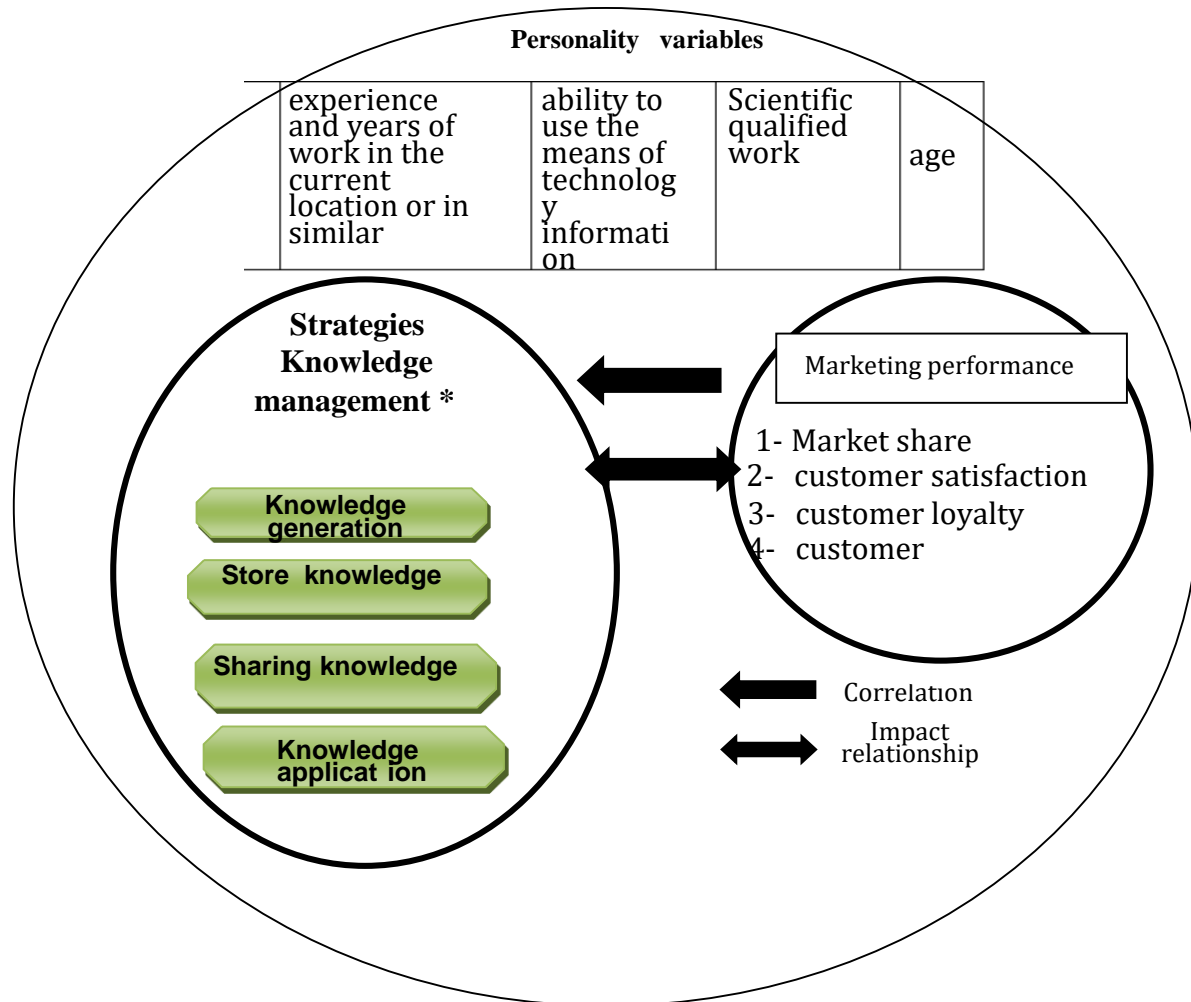 Personality variables
experience
and years of
work in the
current
location or in
similar
ability to
use the
means of
technolog
y
informati
on
Scientific
qualified
work
age
Strategies
Knowledge
management *
Knowledge
generation
Store knowledge
Sharing knowledge
Knowledge
applicat ion
Marketing performance
1- Market share
2- customer satisfaction
3- customer loyalty
4- customer
Correlation
Impact
relationship